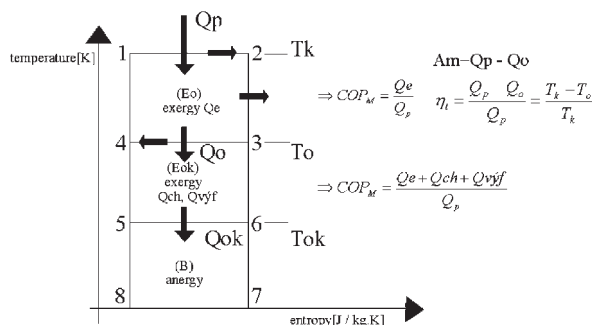 Qp
temperature[K]
1
2
Tk
(Eo)
exergy Qe
4
Qo
3
To
(Eok)
exergy
Qch, Qvýf
5
6
Qok
Tok
(B)
anergy
8
7
entropy[J / kg.K]
Am–Qp - Qo
⇒ COP_M = Qe / Q_p
η_t = Q_p Q_o / Q_p = T_k − T_o / T_k
⇒ COP_M = Qe + Qch + Qvýf / Q_p